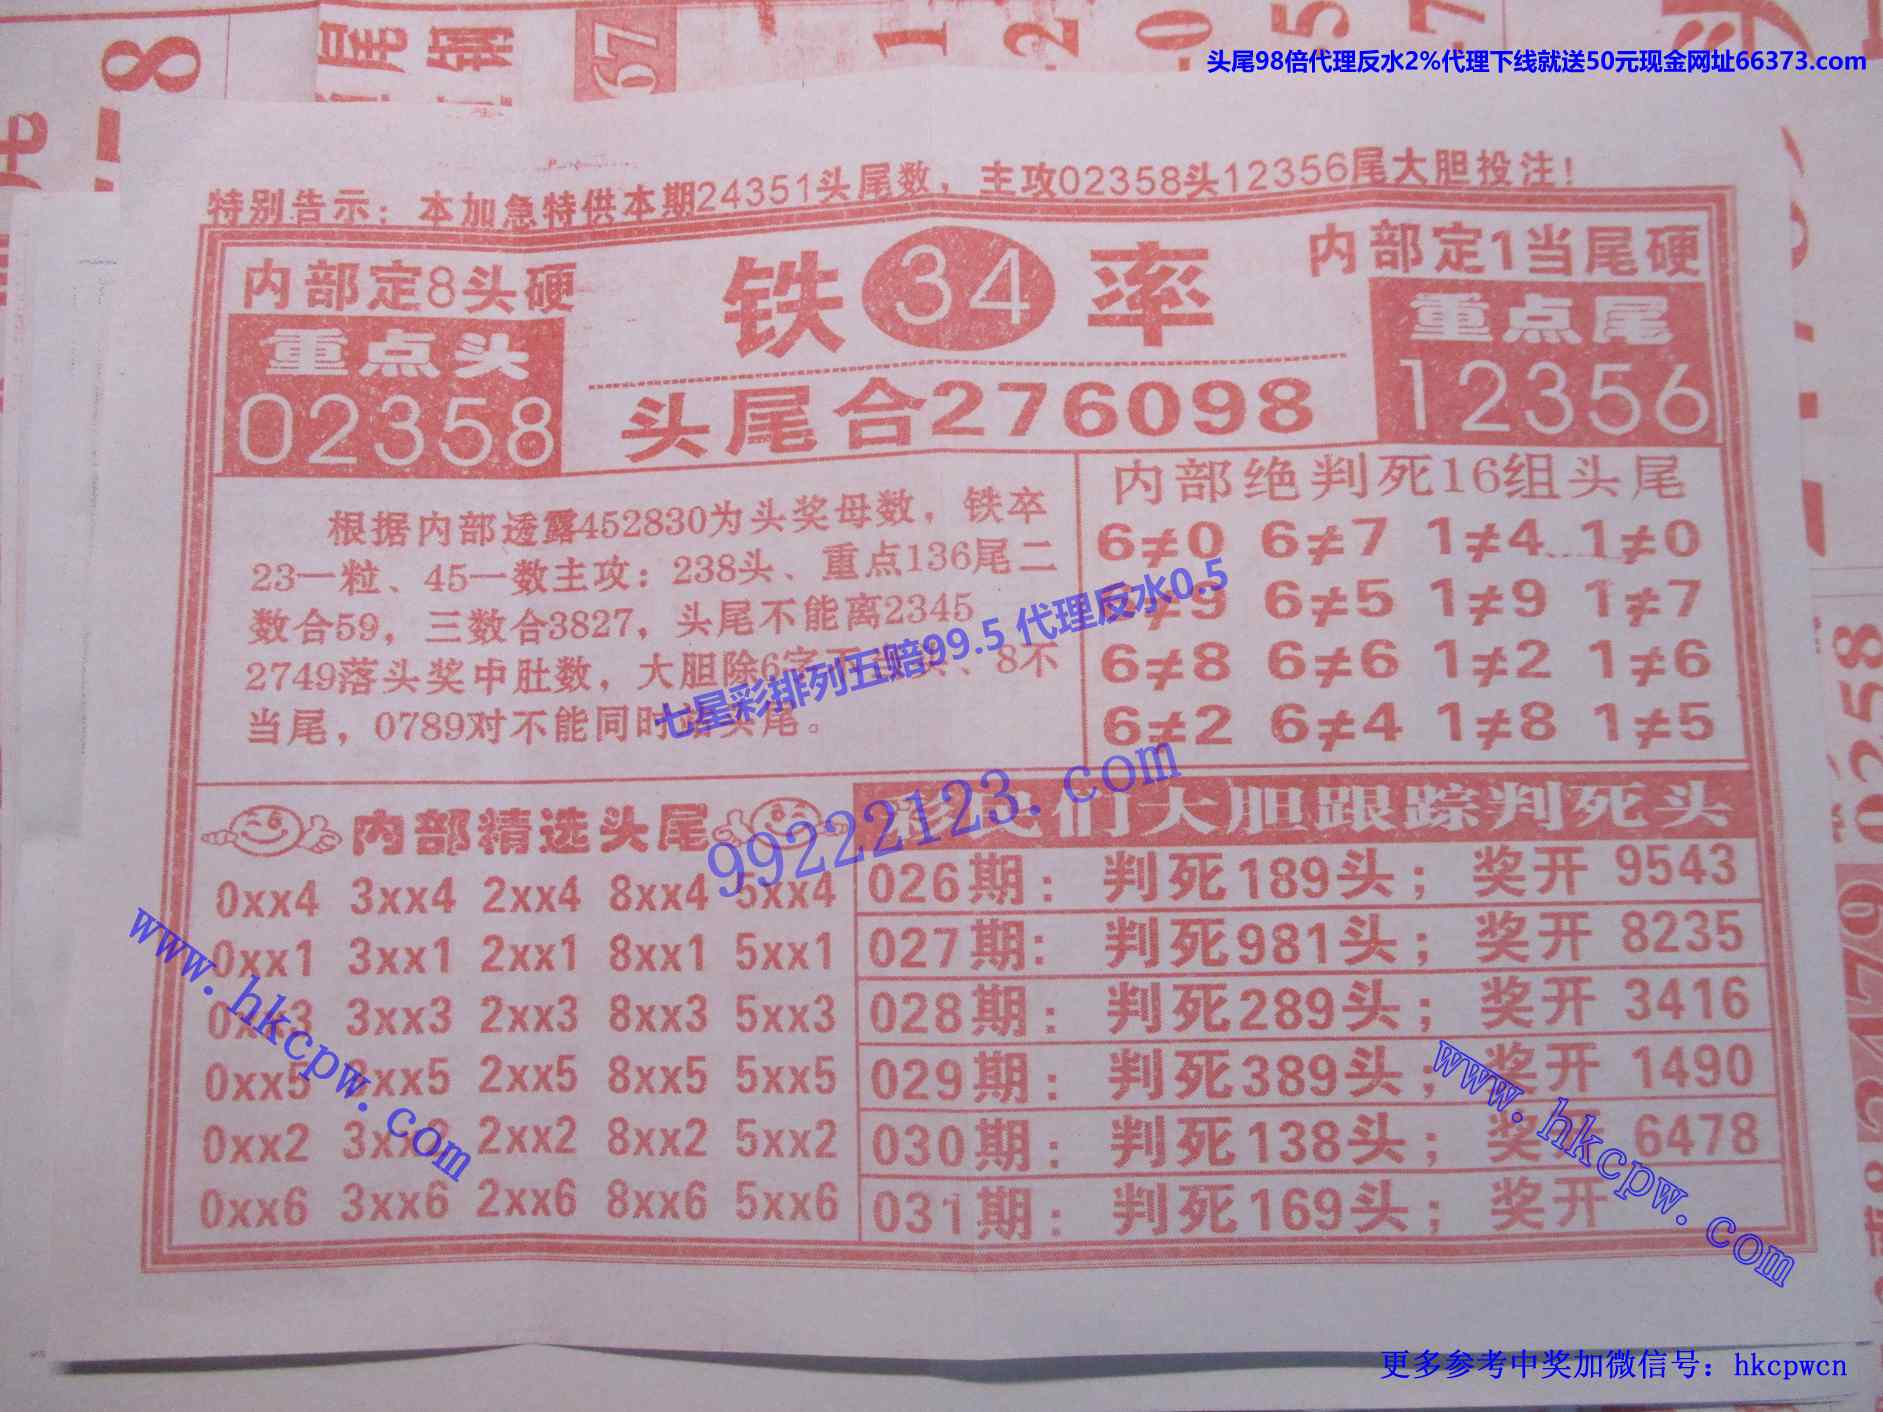 头尾98倍代理反水2%代理下线就送50元现金网址66373.com
特别告示：本加急特供本期24351头尾数，主攻02358头12356尾大胆投注！
内部定8头硬
重点头
02358
铁34率
头尾合276098
内部定1当尾硬
重点尾
12356
根据内部透露452830为头奖母数，铁卒
23一粒、45一数主攻：238头、重点136尾二
数合59，三数合3827，头尾不能离2345
2749落头奖中肚数，大胆除6字不 、8不
当尾，0789对不能同时 头尾。
内部绝判死16组头尾
6≠0 6≠7 1≠4 1≠0
≠9 6≠5 1≠9 1≠7
6≠8 6≠6 1≠2 1≠6
6≠2 6≠4 1≠8 1≠5
七星彩排列五赔99.5 代理反水0.5
99222123.com
内部精选头尾
0xx4 3xx4 2xx4 8xx4 5xx4
0xx1 3xx1 2xx1 8xx1 5xx1
0xx3 3xx3 2xx3 8xx3 5xx3
0xx5 3xx5 2xx5 8xx5 5xx5
0xx2 3xx2 2xx2 8xx2 5xx2
0xx6 3xx6 2xx6 8xx6 5xx6
彩民们大胆跟踪判死头
026期：判死189头；奖开 9543
027期：判死981头；奖开 8235
028期：判死289头；奖开 3416
029期：判死389头；奖开 1490
030期：判死138头；奖开 6478
031期：判死169头；奖开
www.hkcpw.com
www.hkcpw.com
更多参考中奖加微信号：hkcpwcn